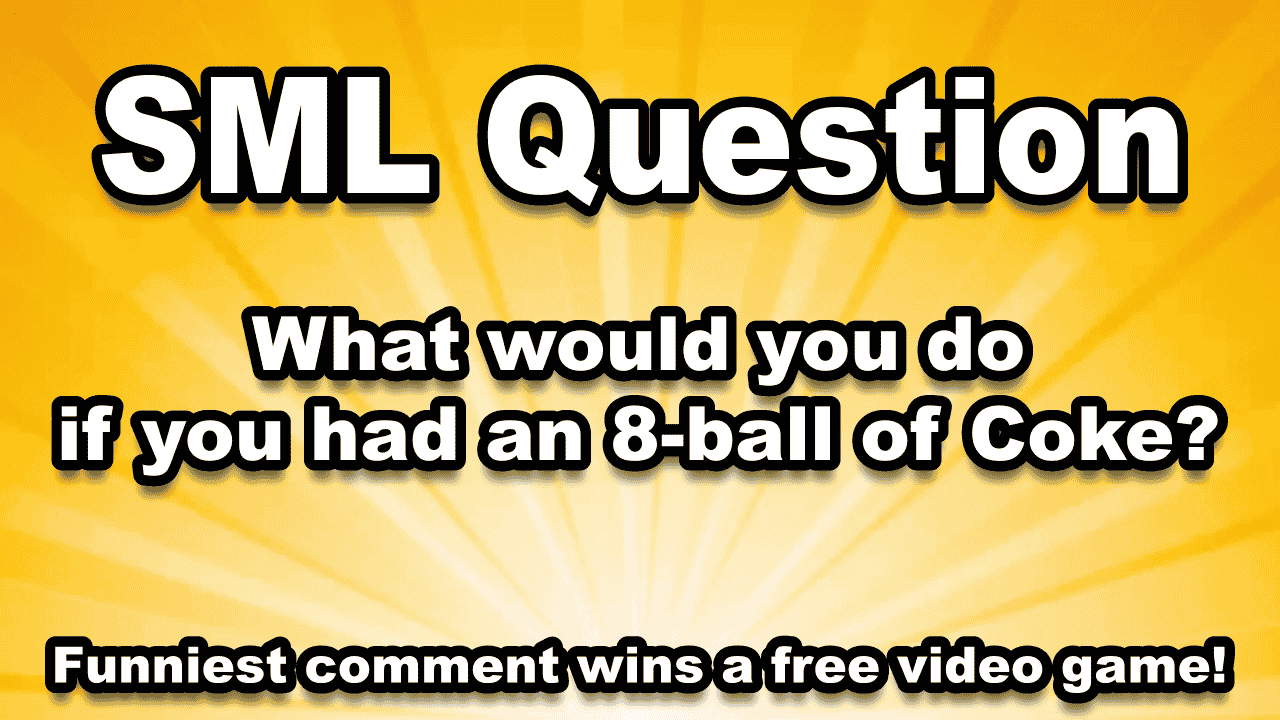 SML Question
What would you do
if you had an 8-ball of Coke?
Funniest comment wins a free video game!